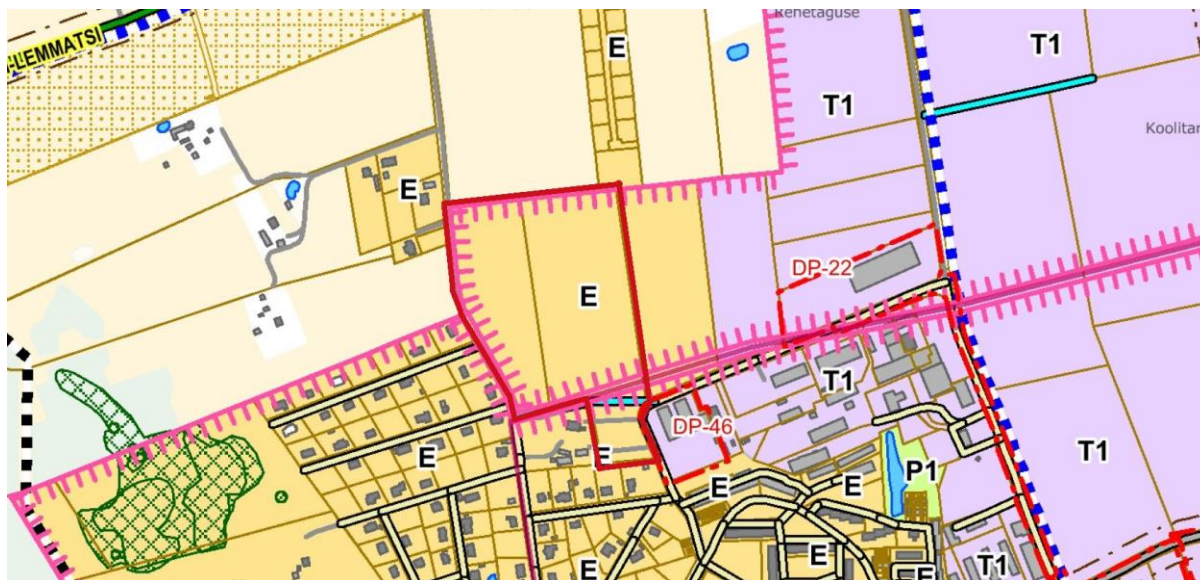 Renetaguse
E
T1
-LEMMATSI
T1
Koolitar
E
DP-22
E
T1
DP-46
T1
E
E
P1
E
E
E
E
T1
E
E